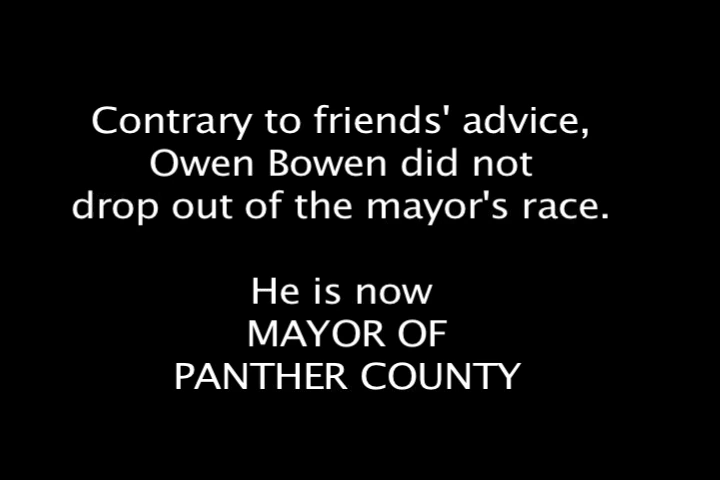 Contrary to friends' advice,
Owen Bowen did not
drop out of the mayor's race.
He is now
MAYOR OF
PANTHER COUNTY